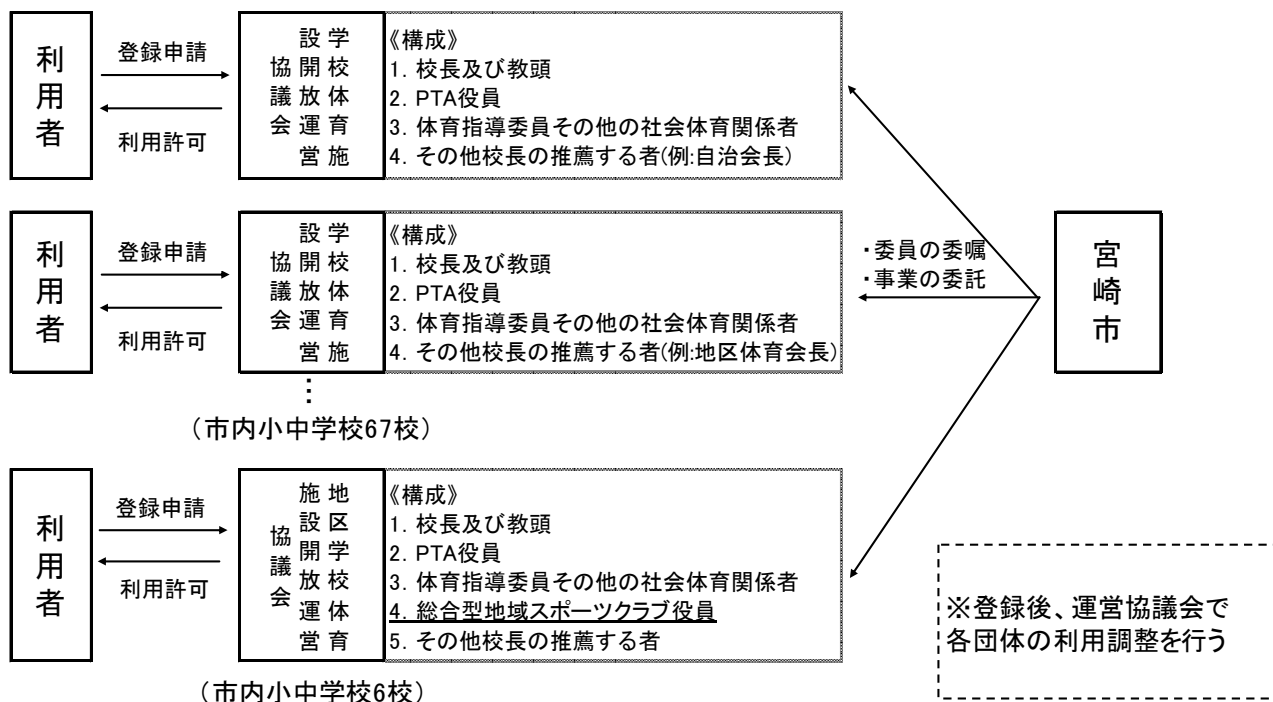 利用者
登録申請
利用許可
学校体育施
設開放運営
協議会
《構成》
1. 校長及び教頭
2. PTA役員
3. 体育指導委員その他の社会体育関係者
4. その他校長の推薦する者(例:自治会長)
利用者
登録申請
利用許可
学校体育施
設開放運営
協議会
《構成》
1. 校長及び教頭
2. PTA役員
3. 体育指導委員その他の社会体育関係者
4. その他校長の推薦する者(例:地区体育会長)
・委員の委嘱
・事業の委託
宮崎市
⋮
(市内小中学校67校)
利用者
登録申請
利用許可
地区学校体育
施設開放運営
協議会
《構成》
1. 校長及び教頭
2. PTA役員
3. 体育指導委員その他の社会体育関係者
4. 総合型地域スポーツクラブ役員
5. その他校長の推薦する者
(市内小中学校6校)
※登録後、運営協議会で
各団体の利用調整を行う